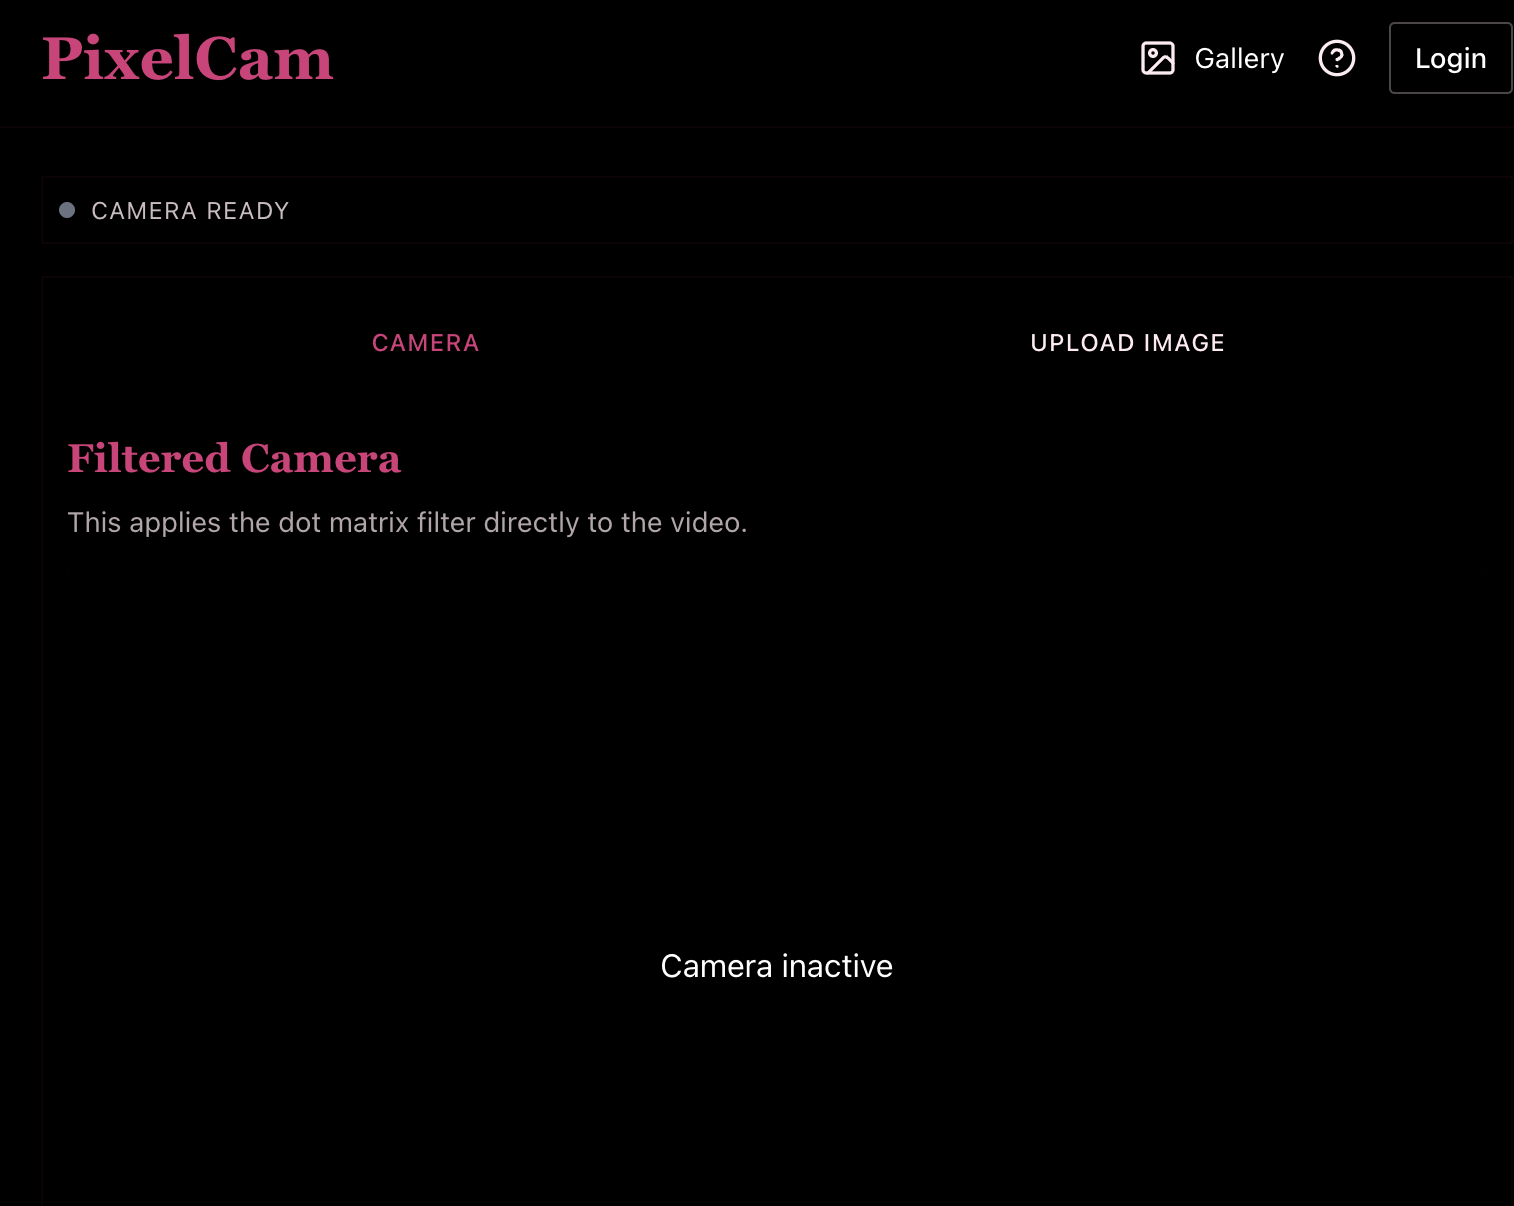 PixelCam
Gallery
Login
CAMERA READY
CAMERA
UPLOAD IMAGE
Filtered Camera
This applies the dot matrix filter directly to the video.
Camera inactive